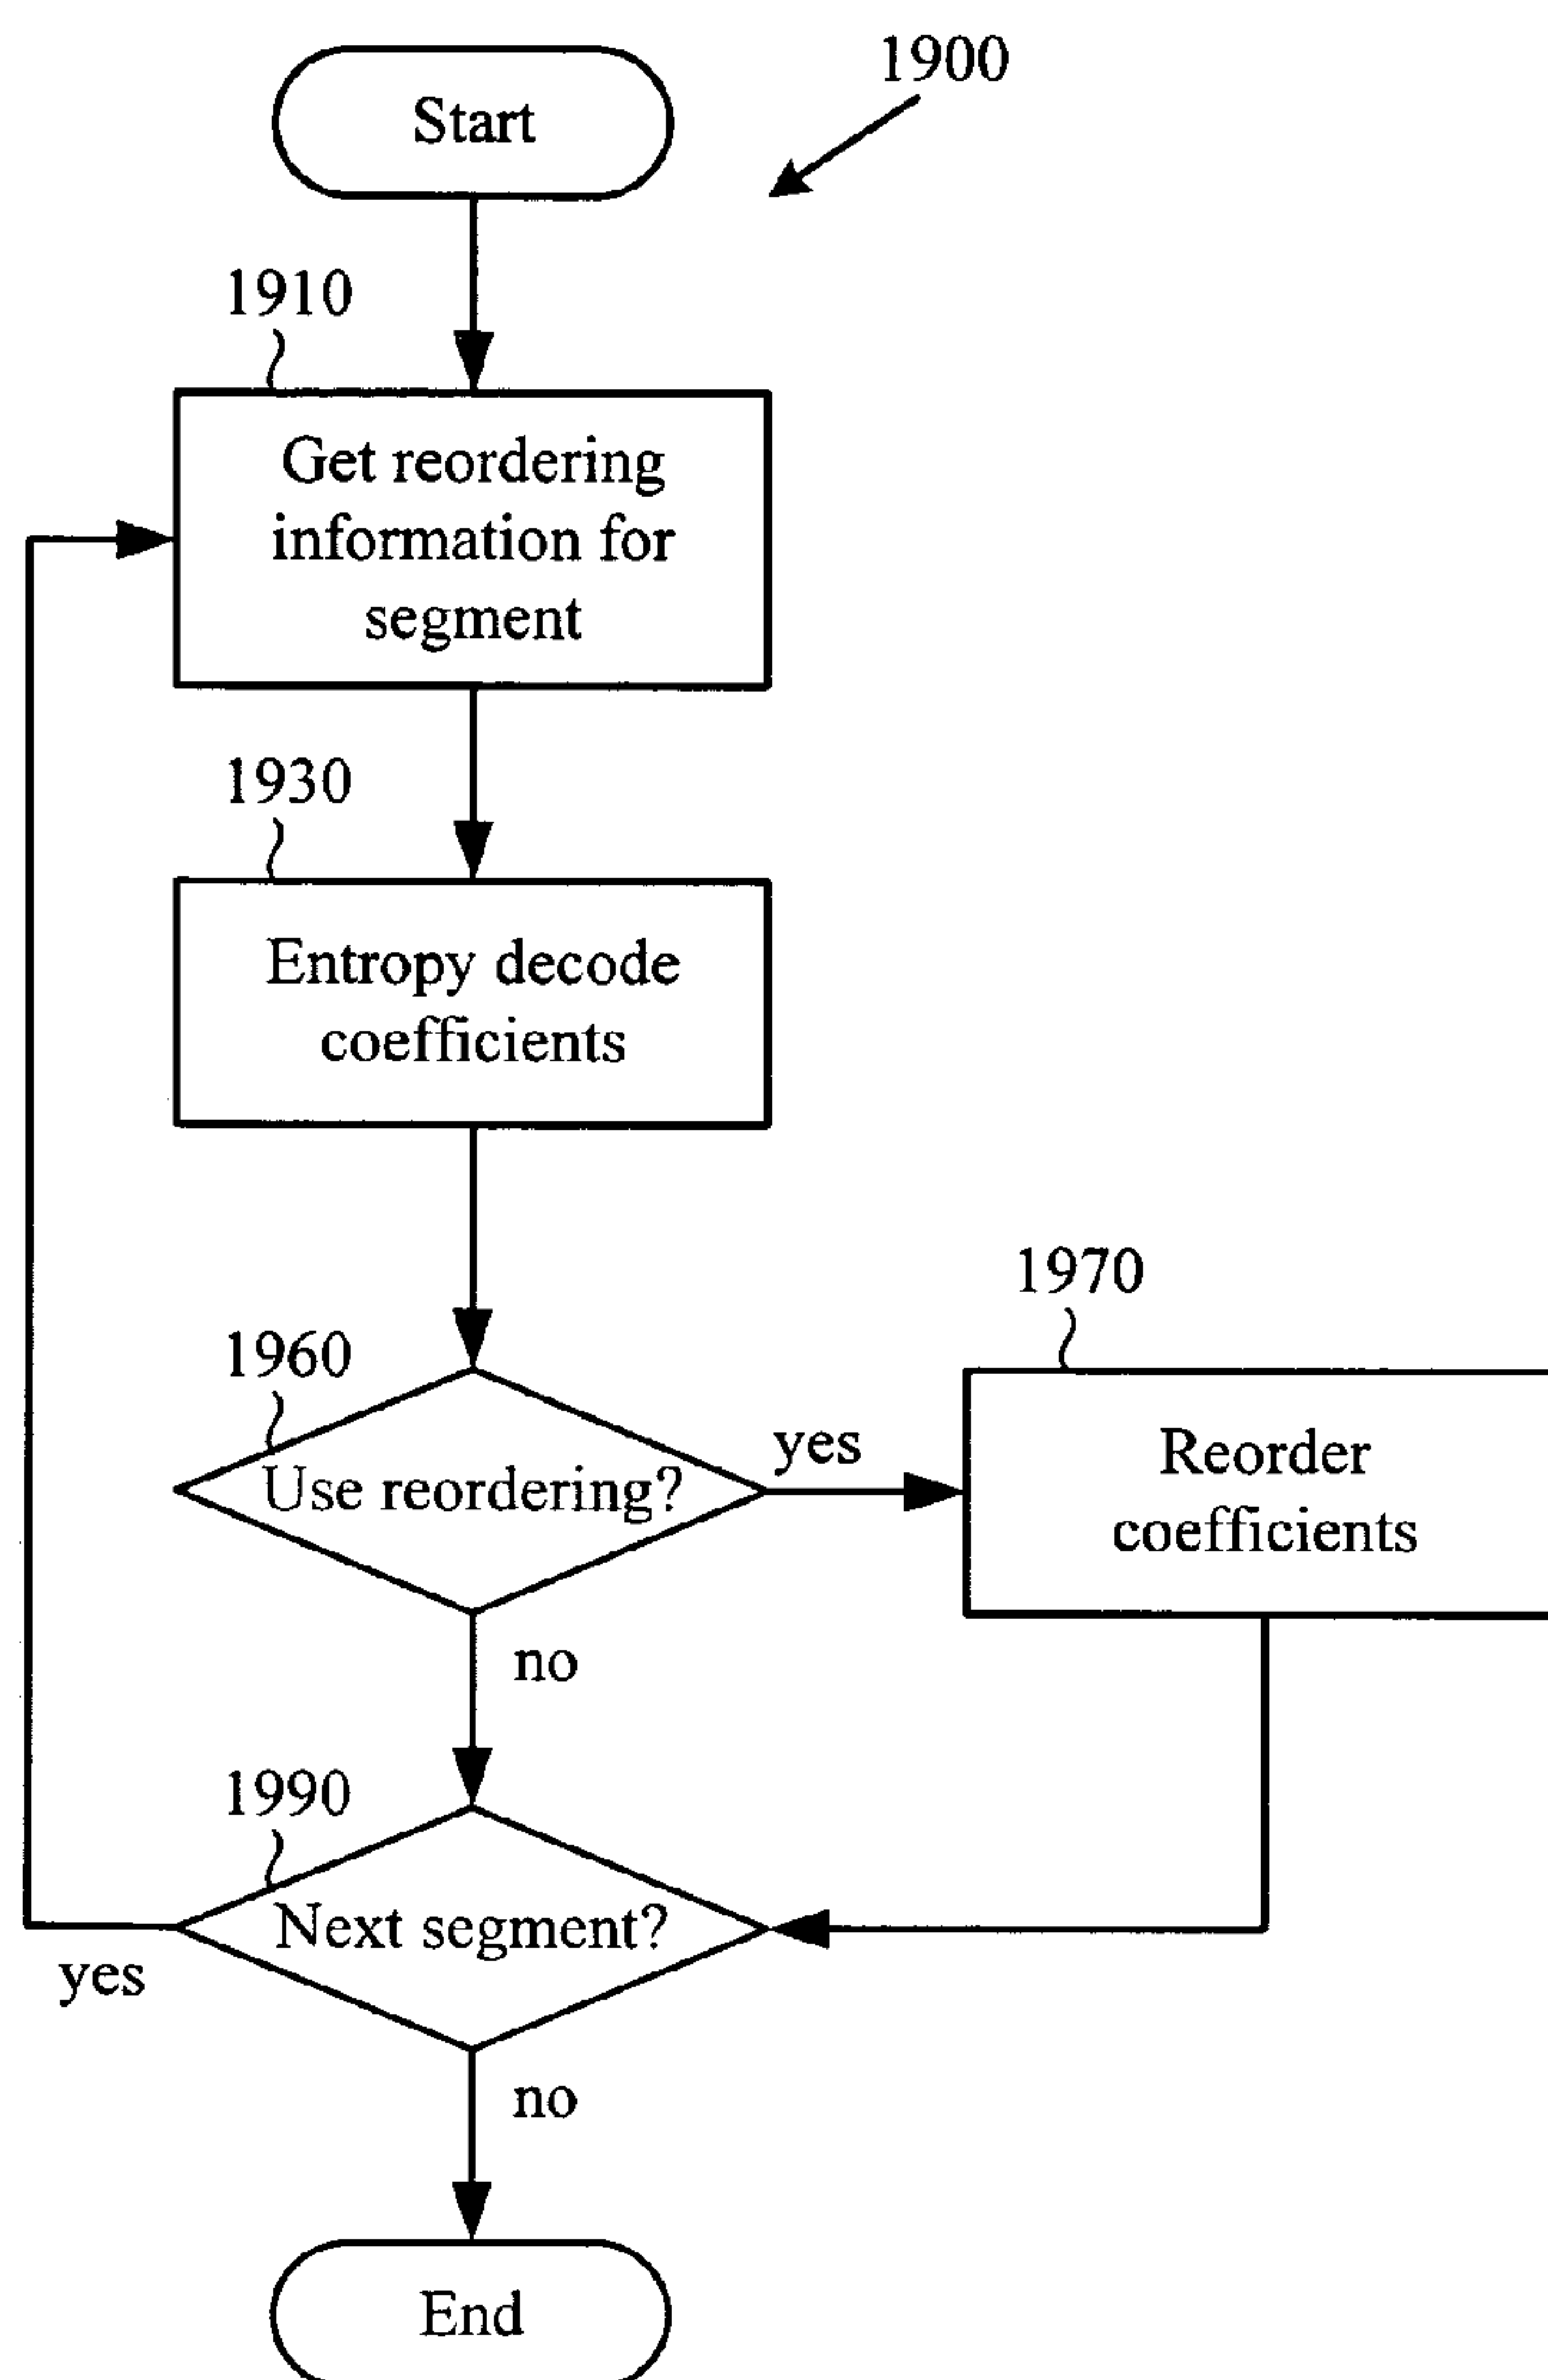 Start
1900
1910
Get reordering
information for
segment
1930
Entropy decode
coefficients
1960
Use reordering?
yes
1970
Reorder
coefficients
no
1990
Next segment?
yes
no
End